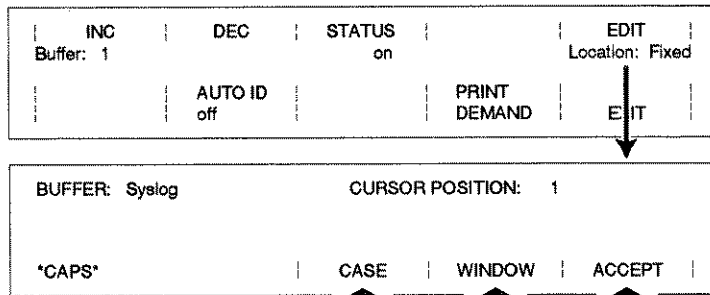 INC DEC STATUS EDIT
Buffer: 1 on Location: Fixed
AUTO ID PRINT
off DEMAND EXIT
BUFFER: Syslog CURSOR POSITION: 1
*CAPS* CASE WINDOW ACCEPT